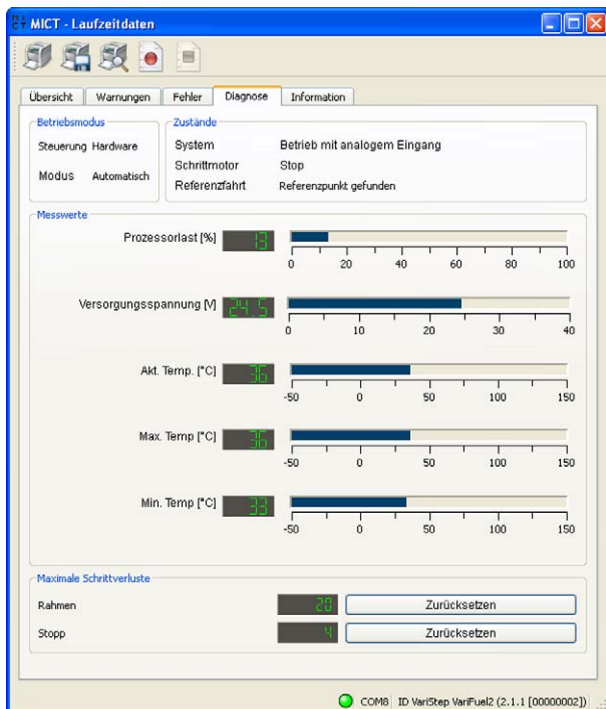 MICT - Laufzeitdaten
Übersicht Warnungen Fehler Diagnose Information
Betriebsmodus
Steuerung Hardware
Modus Automatisch
Zustände
System Betrieb mit analogem Eingang
Schrittmotor Stop
Referenzfahrt Referenzpunkt gefunden
Messwerte
Prozessorlast [%] 13
0 20 40 60 80 100
Versorgungsspannung [V] 24.5
0 10 20 30 40
Akt. Temp. [°C] 36
-50 0 50 100 150
Max. Temp [°C] 36
-50 0 50 100 150
Min. Temp [°C] 33
-50 0 50 100 150
Maximale Schrittverluste
Rahmen 20 Zurücksetzen
Stopp 4 Zurücksetzen
COM8 ID VariStep VariFuel2 (2.1.1 [00000002])